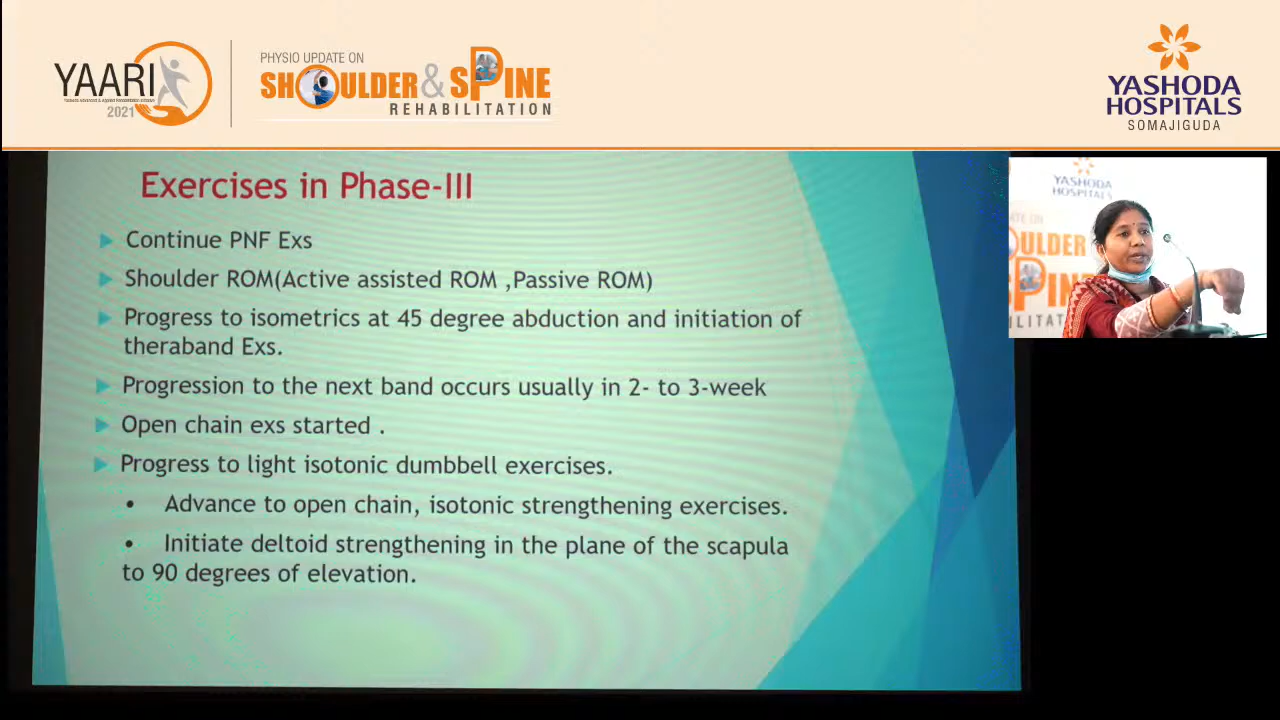 YAARI
2021
PHYSIO UPDATE ON
SHOULDER & SPINE
REHABILITATION
YASHODA
HOSPITALS
SOMAJIGUDA
Exercises in Phase-III
Continue PNF Exs
Shoulder ROM(Active assisted ROM ,Passive ROM)
Progress to isometrics at 45 degree abduction and initiation of
theraband Exs.
Progression to the next band occurs usually in 2- to 3-week
Open chain exs started .
Progress to light isotonic dumbbell exercises.
• Advance to open chain, isotonic strengthening exercises.
• Initiate deltoid strengthening in the plane of the scapula
to 90 degrees of elevation.
YASHODA
HOSPITALS